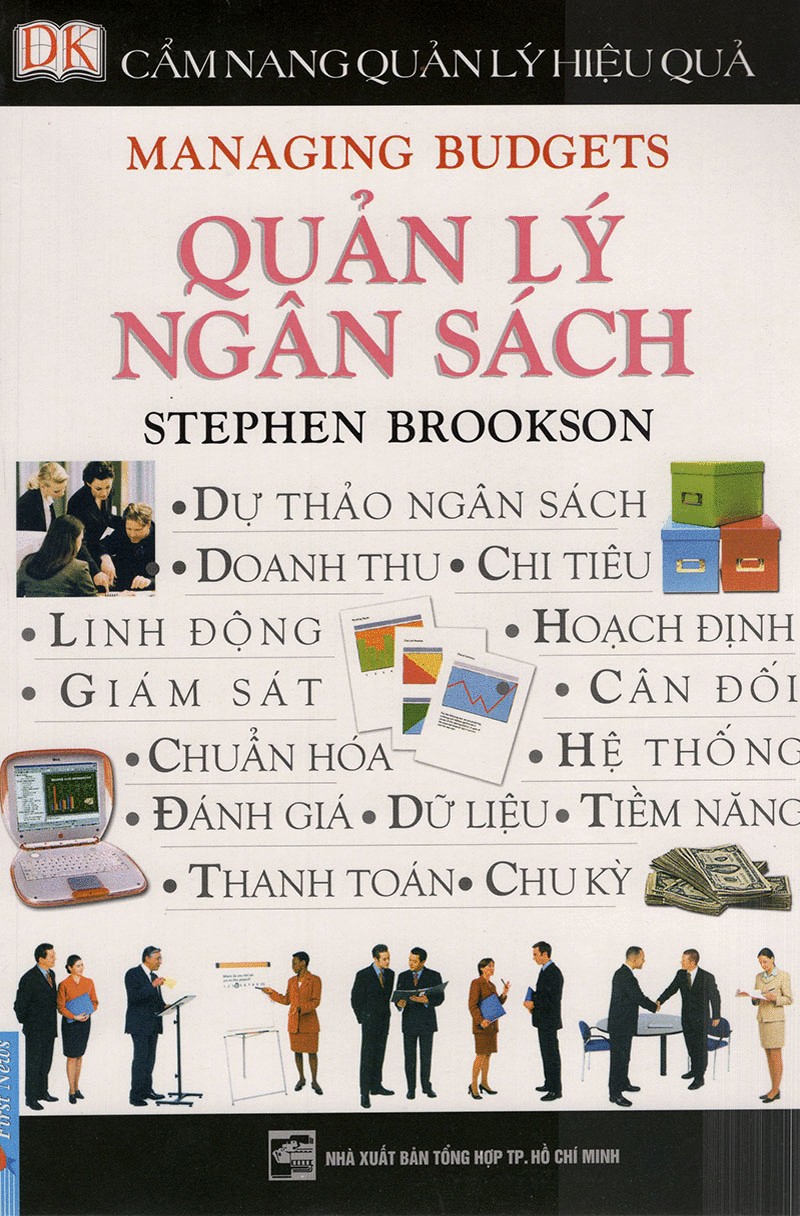 DK CẨM NANG QUẢN LÝ HIỆU QUẢ
MANAGING BUDGETS
QUẢN LÝ
NGÂN SÁCH
STEPHEN BROOKSON
• DỰ THẢO NGÂN SÁCH
• • DOANH THU • CHI TIÊU
• LINH ĐỘNG • HOẠCH ĐỊNH
• GIÁM SÁT • CÂN ĐỐI
• CHUẨN HÓA • HỆ THỐNG
• ĐÁNH GIÁ • DỮ LIỆU • TIỀM NĂNG
• THANH TOÁN • CHU KỲ
First News
NHÀ XUẤT BẢN TỔNG HỢP TP. HỒ CHÍ MINH